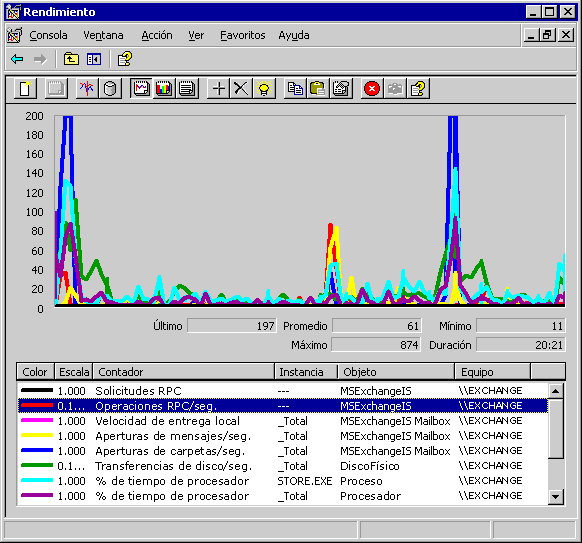 Rendimiento
Consola Ventana Acción Ver Favoritos Ayuda
200
180
160
140
120
100
80
60
40
20
0
Último 197 Promedio 61 Mínimo 11
Máximo 874 Duración 20:21
Color Escala Contador Instancia Objeto Equipo
1.000 Solicitudes RPC --- MSExchangeIS \\EXCHANGE
0.1... Operaciones RPC/seg. --- MSExchangeIS \\EXCHANGE
1.000 Velocidad de entrega local _Total MSExchangeIS Mailbox \\EXCHANGE
1.000 Aperturas de mensajes/seg. _Total MSExchangeIS Mailbox \\EXCHANGE
1.000 Aperturas de carpetas/seg. _Total MSExchangeIS Mailbox \\EXCHANGE
0.1... Transferencias de disco/seg. _Total DiscoFísico \\EXCHANGE
1.000 % de tiempo de procesador STORE.EXE Proceso \\EXCHANGE
1.000 % de tiempo de procesador _Total Procesador \\EXCHANGE